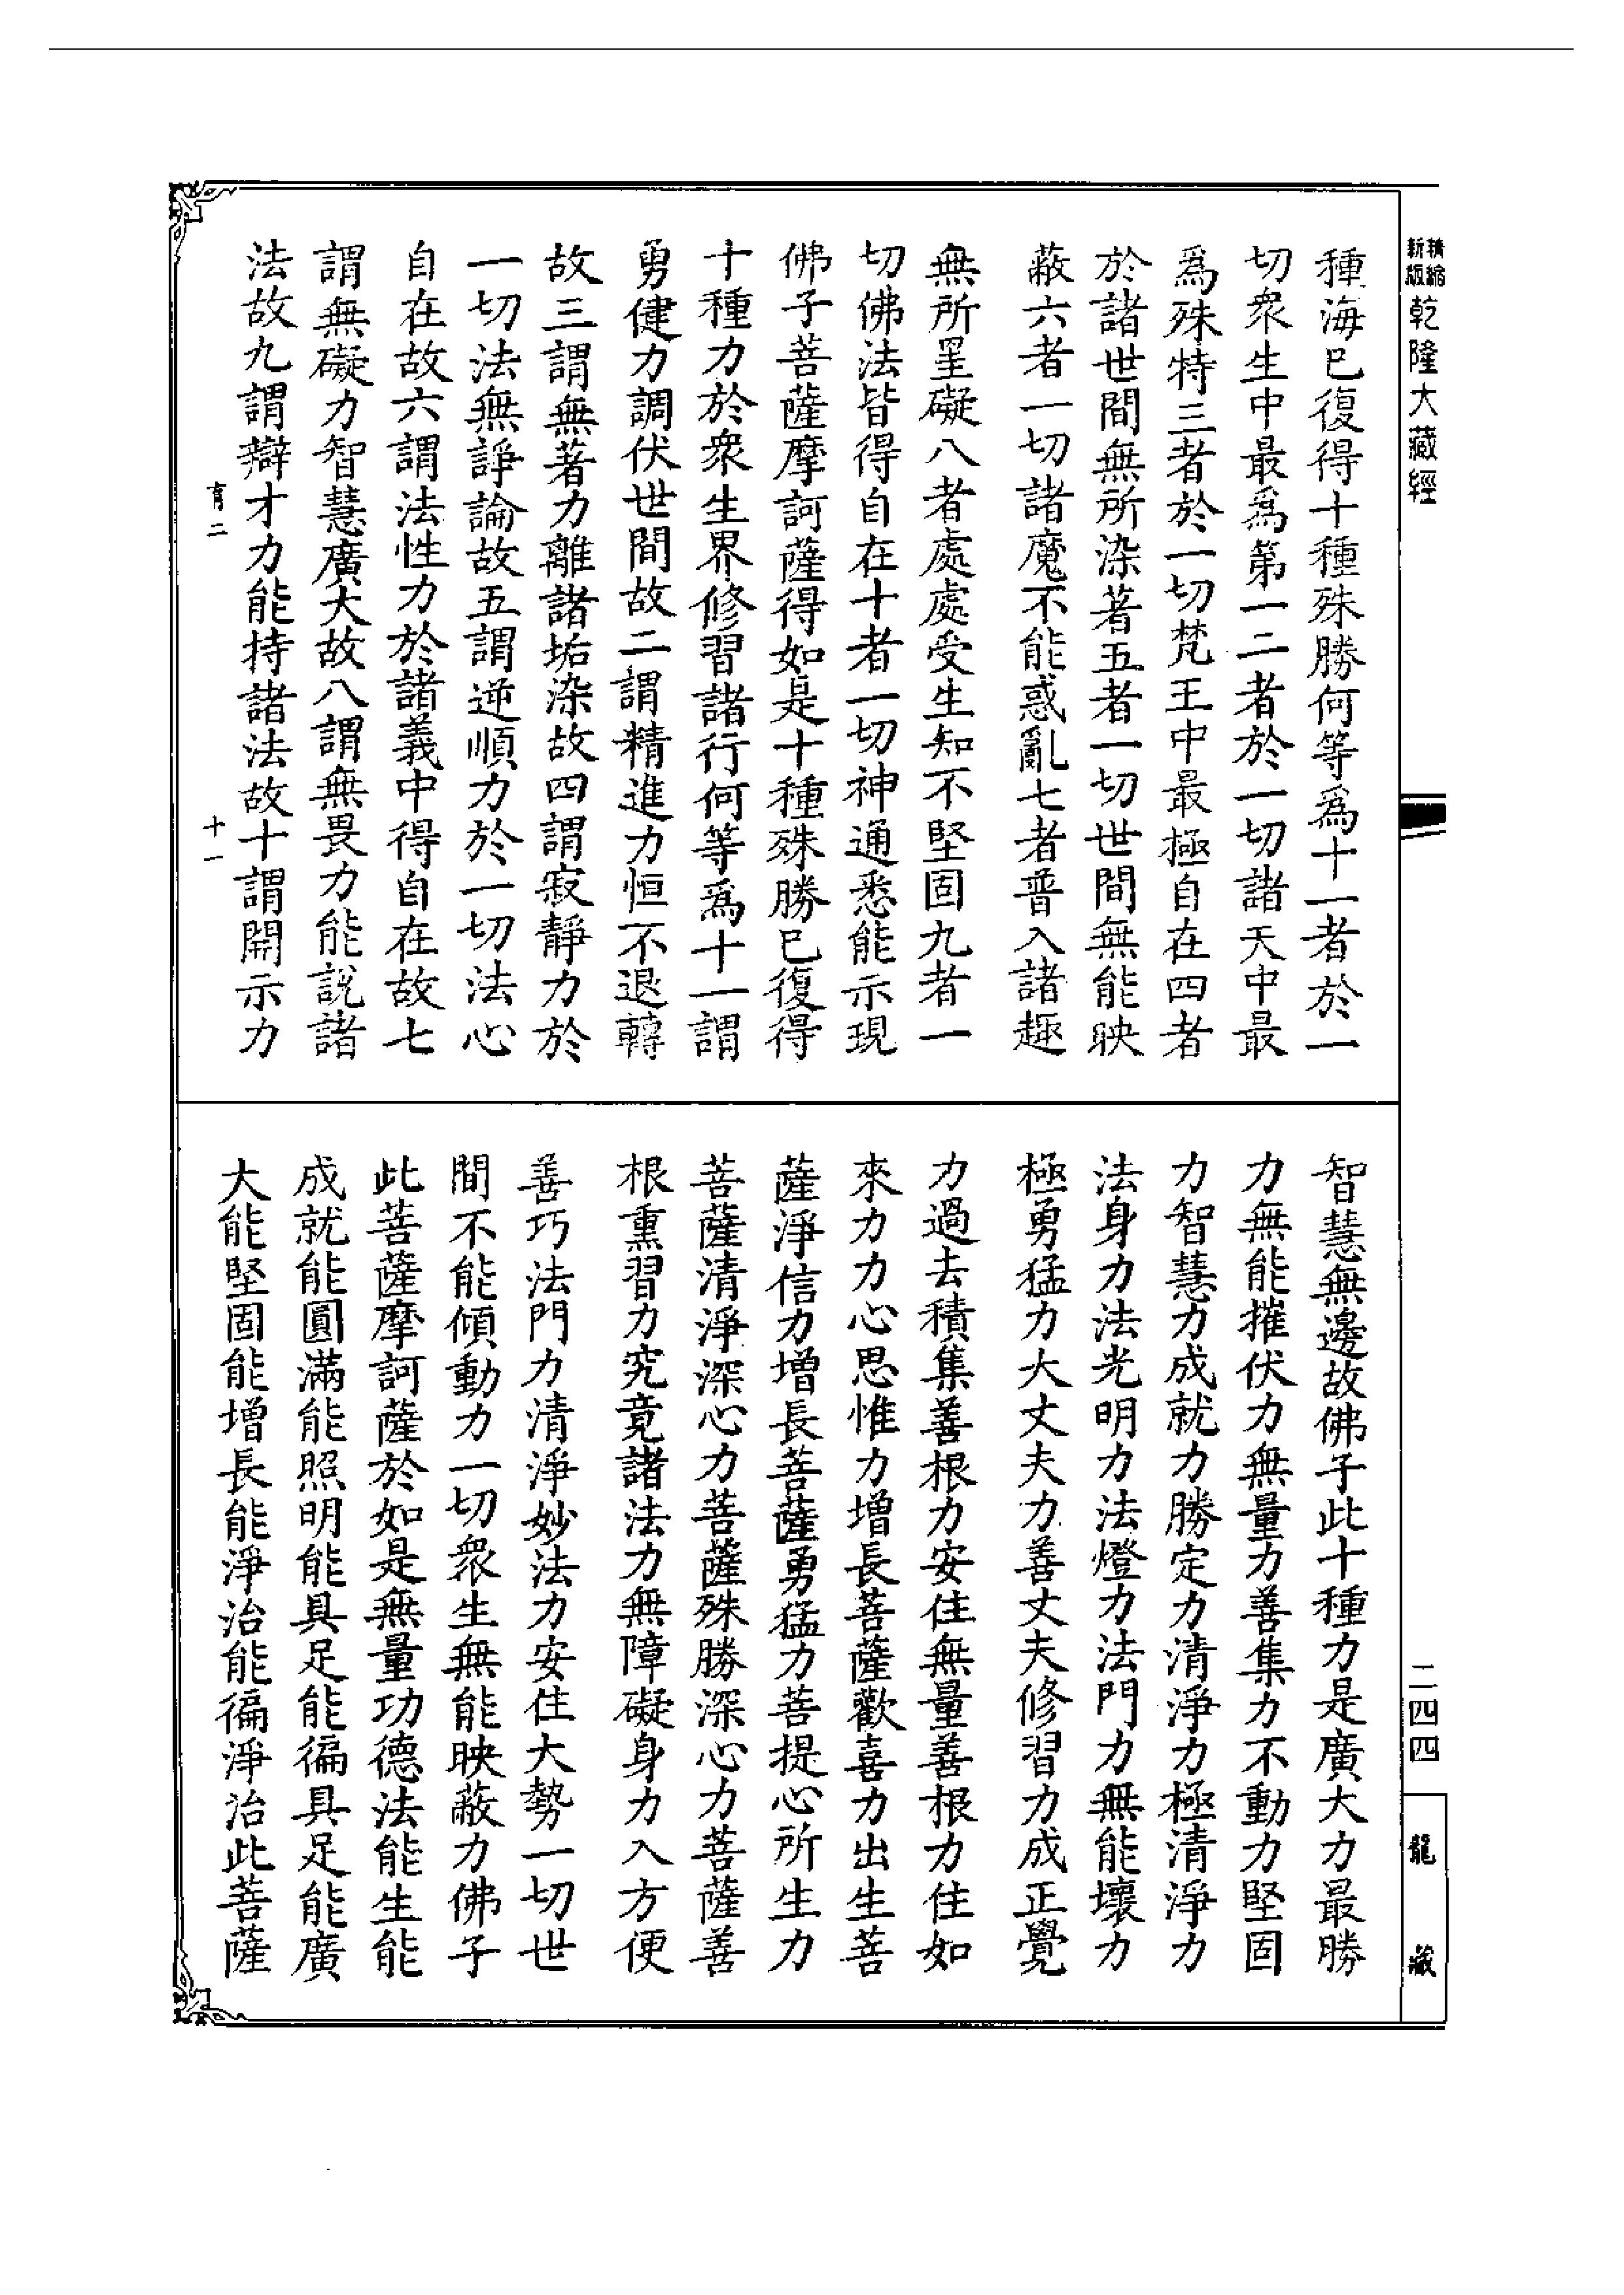 精縮
新版
乾隆大藏經
種海已復得十種殊勝何等爲十一者於一
切衆生中最爲第一二者於一切諸天中最
爲殊特三者於一切梵王中最極自在四者
於諸世間無所染著五者一切世間無能映
蔽六者一切諸魔不能惑亂七者普入諸趣
無所罣礙八者處處受生知不堅固九者一
切佛法皆得自在十者一切神通悉能示現
佛子菩薩摩訶薩得如是十種殊勝已復得
十種力於衆生界修習諸行何等爲十一謂
勇健力調伏世間故二謂精進力恒不退轉
故三謂無著力離諸垢染故四謂寂靜力於
一切法無諍論故五謂逆順力於一切法心
自在故六謂法性力於諸義中得自在故七
謂無礙力智慧廣大故八謂無畏力能說諸
法故九謂辯才力能持諸法故十謂開示力
育二
十一
智慧無邊故佛子此十種力是廣大力最勝
力無能摧伏力無量力善集力不動力堅固
力智慧力成就力勝定力清淨力極清淨力
法身力法光明力法燈力法門力無能壞力
極勇猛力大丈夫力善丈夫修習力成正覺
力過去積集善根力安住無量善根力住如
來力力心思惟力增長菩薩歡喜力出生菩
薩淨信力增長菩薩勇猛力菩提心所生力
菩薩清淨深心力菩薩殊勝深心力菩薩善
根熏習力究竟諸法力無障礙身力入方便
善巧法門力清淨妙法力安住大勢一切世
間不能傾動力一切衆生無能映蔽力佛子
此菩薩摩訶薩於如是無量功德法能生能
成就能圓滿能照明能具足能徧具足能廣
大能堅固能增長能淨治能徧淨治此菩薩
二四四
龍藏